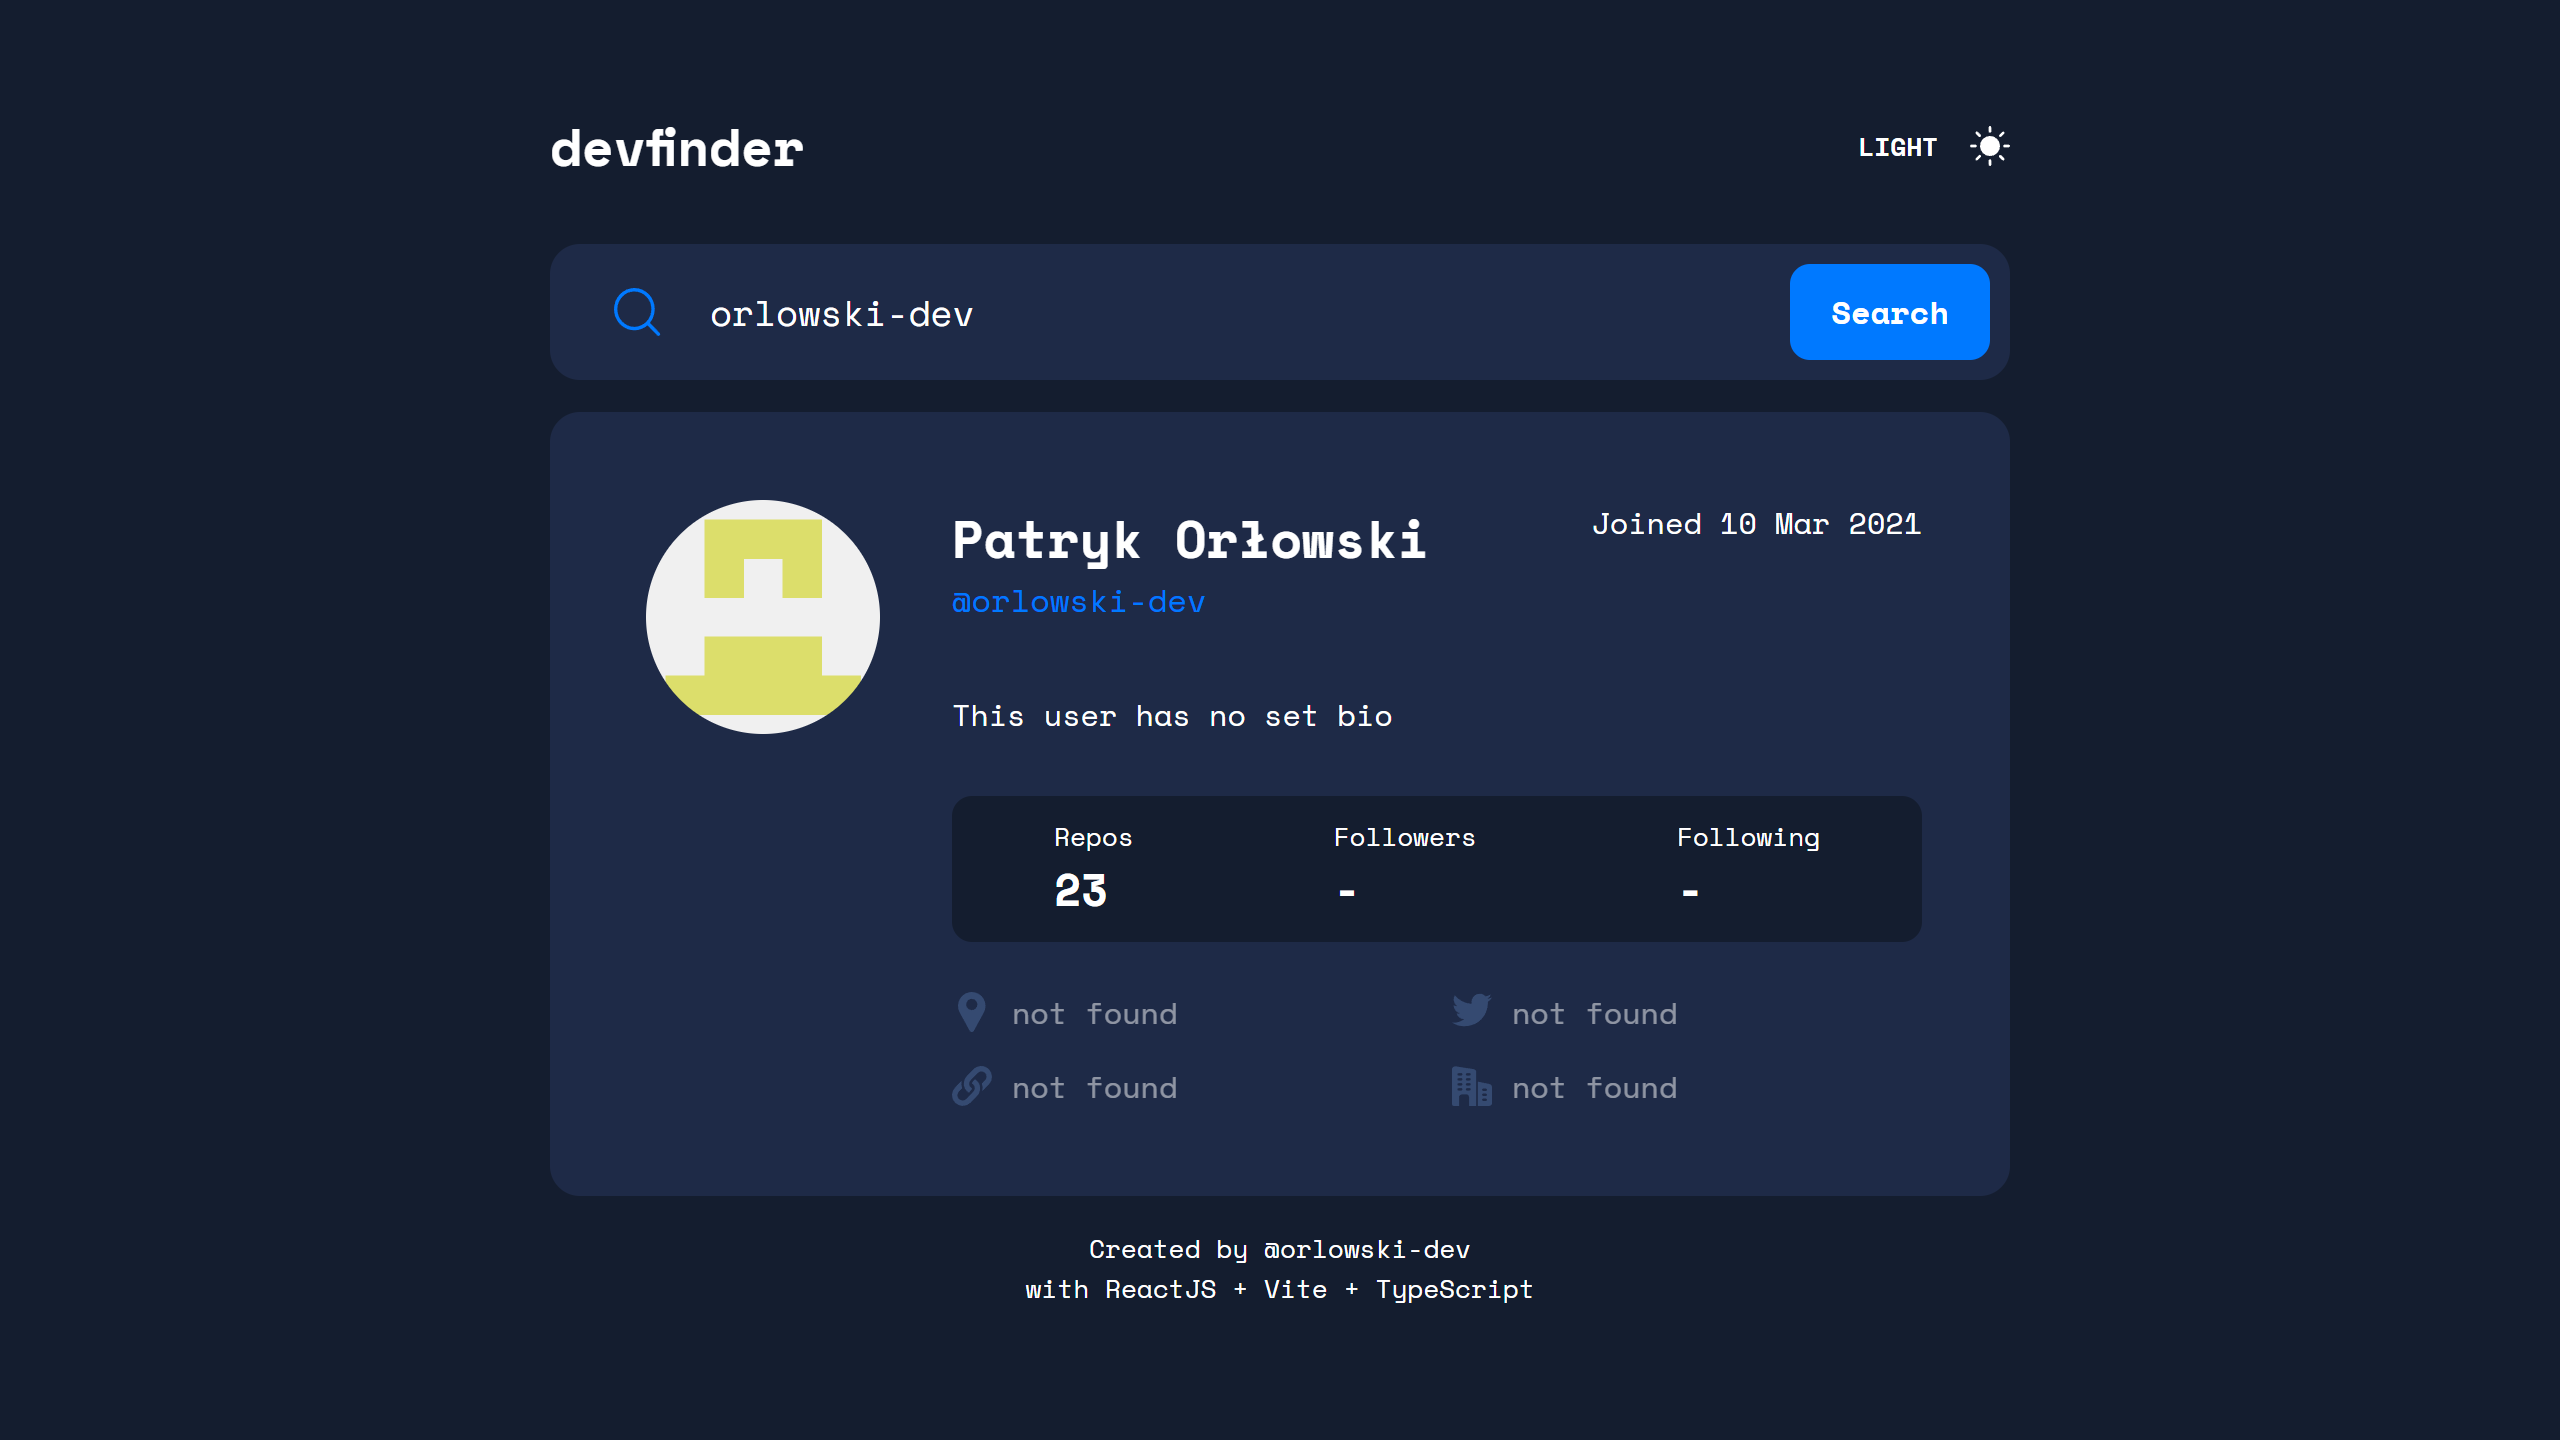 devfinder
LIGHT
orlowski-dev
Search
Patryk Orłowski
Joined 10 Mar 2021
@orlowski-dev
This user has no set bio
Repos
Followers
Following
23
-
-
not found
not found
not found
not found
Created by @orlowski-dev
with ReactJS + Vite + TypeScript